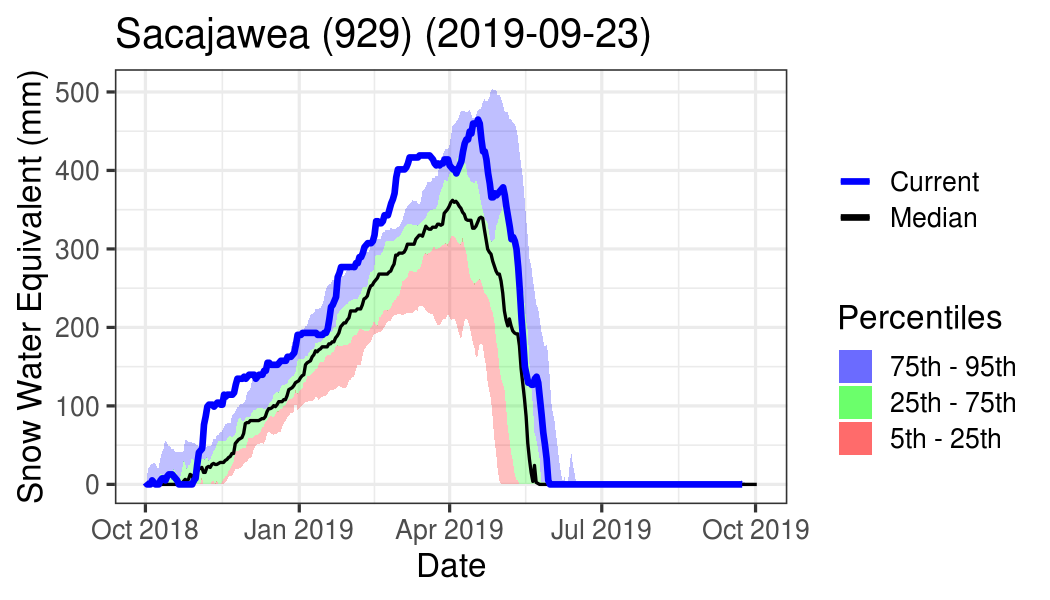 Sacajawea (929) (2019-09-23)
Snow Water Equivalent (mm)
500
400
300
200
100
0
Oct 2018
Jan 2019
Apr 2019
Jul 2019
Oct 2019
Date
Current
Median
Percentiles
75th - 95th
25th - 75th
5th - 25th